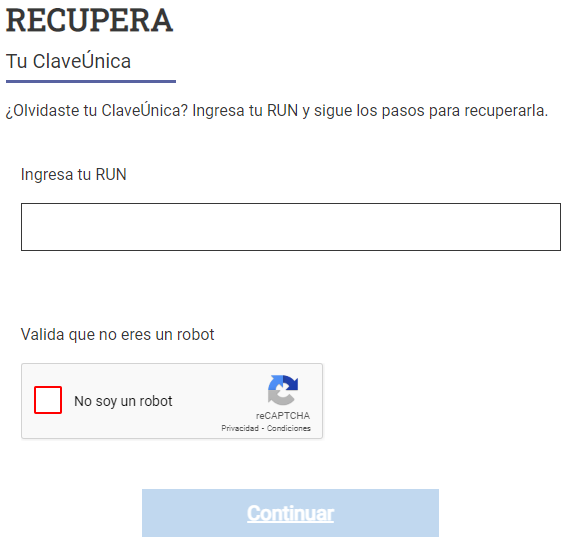 RECUPERA
Tu ClaveÚnica
¿Olvidaste tu ClaveÚnica? Ingresa tu RUN y sigue los pasos para recuperarla.
Ingresa tu RUN
Valida que no eres un robot
No soy un robot
reCAPTCHA
Privacidad - Condiciones
Continuar